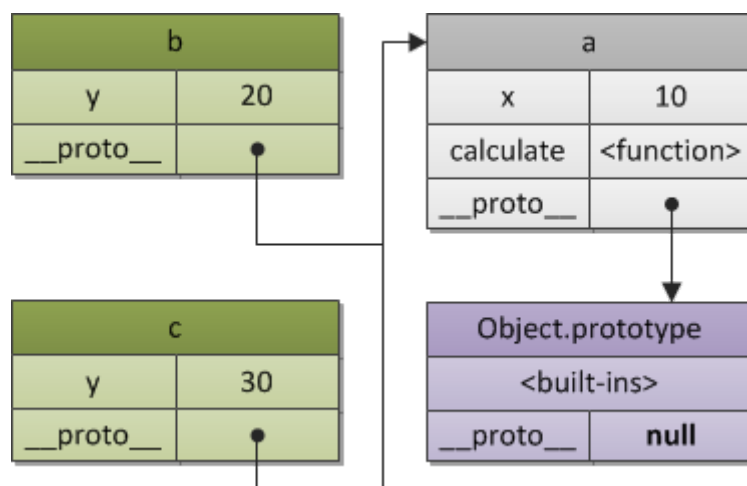 b
y 20
__proto__
a
x 10
calculate <function>
__proto__
c
y 30
__proto__
Object.prototype
<built-ins>
__proto__ null